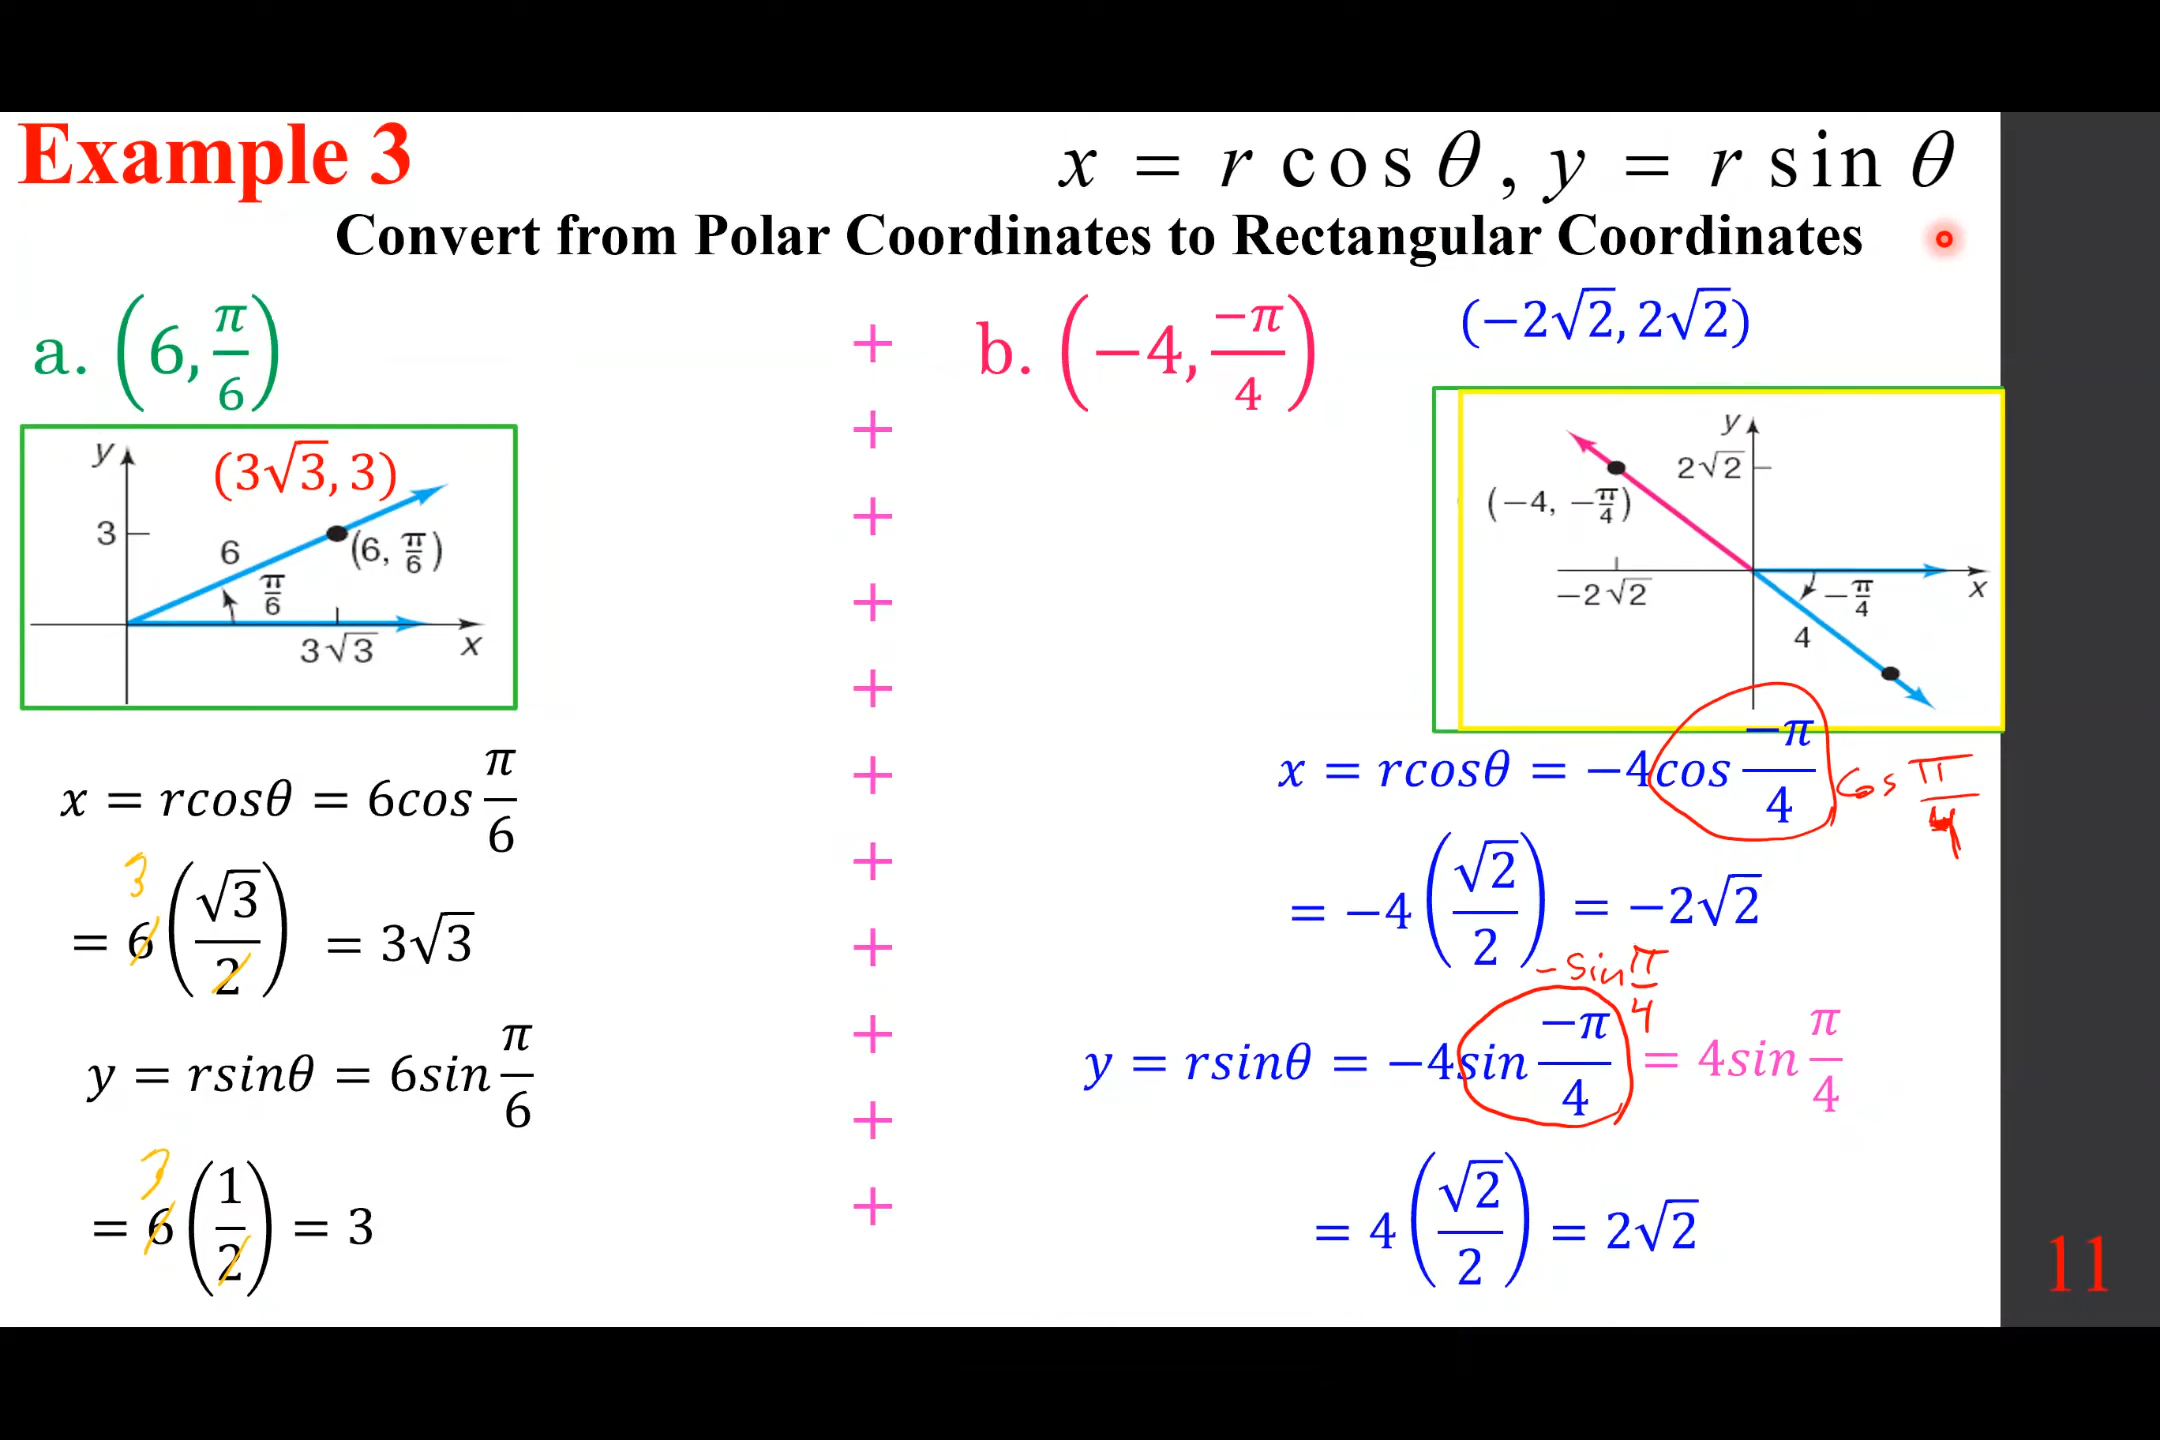 Example 3
x = r cos θ, y = r sin θ
Convert from Polar Coordinates to Rectangular Coordinates
a. (6, π/6)
y
(3√3, 3)
3
6
(6, π/6)
π/6
3√3
x
x = rcosθ = 6cos π/6
3
= 6(√3/2) = 3√3
y = rsinθ = 6sin π/6
3
= 6(1/2) = 3
+
+
+
+
+
+
+
+
+
+
+
b. (−4, −π/4)
(−2√2, 2√2)
y
2√2
(−4, −π/4)
−2√2
x
−π/4
4
x = rcosθ = −4cos −π/4
cos π/4
= −4(√2/2) = −2√2
-sin π/4
y = rsinθ = −4sin −π/4 = 4sin π/4
= 4(√2/2) = 2√2
11